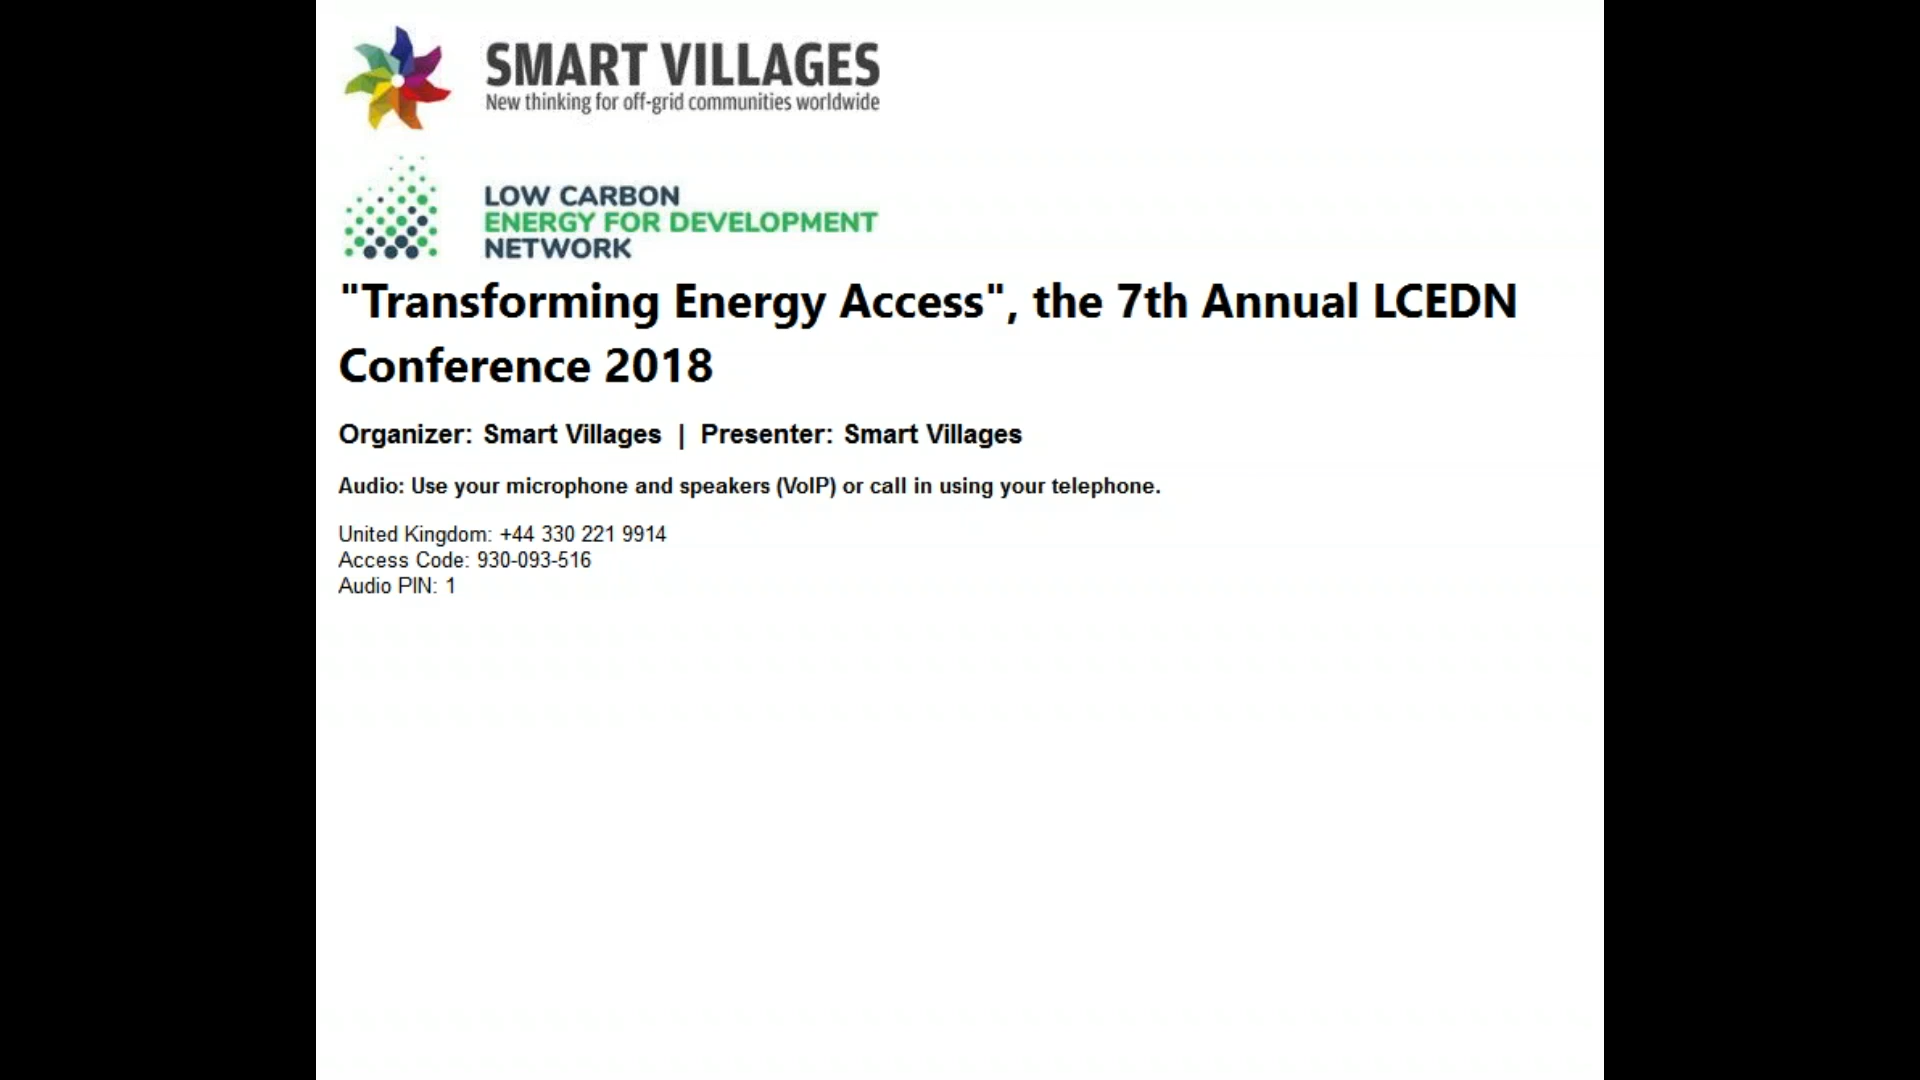 SMART VILLAGES
New thinking for off-grid communities worldwide
LOW CARBON
ENERGY FOR DEVELOPMENT
NETWORK
"Transforming Energy Access", the 7th Annual LCEDN
Conference 2018
Organizer: Smart Villages | Presenter: Smart Villages
Audio: Use your microphone and speakers (VoIP) or call in using your telephone.
United Kingdom: +44 330 221 9914
Access Code: 930-093-516
Audio PIN: 1